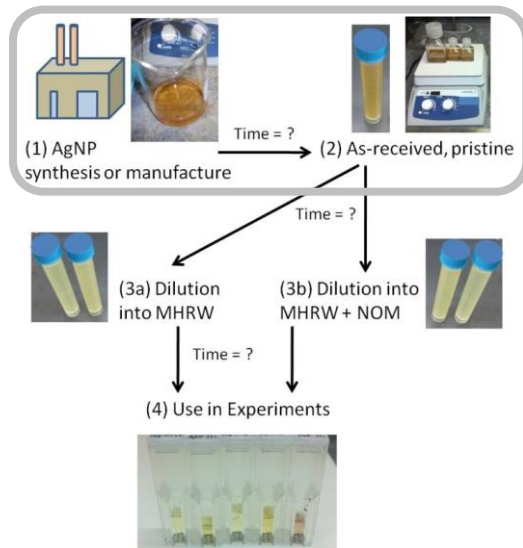 (1) AgNP
synthesis or manufacture
Time = ?
(2) As-received, pristine
Time = ?
(3a) Dilution
into MHRW
(3b) Dilution into
MHRW + NOM
Time = ?
(4) Use in Experiments